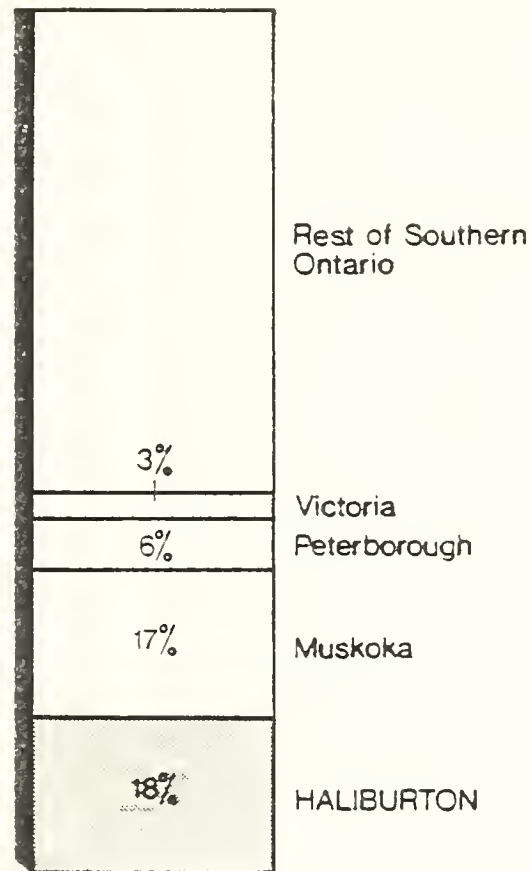 Rest of Southern
Ontario
3%
Victoria
6%
Peterborough
17%
Muskoka
18%
HALIBURTON